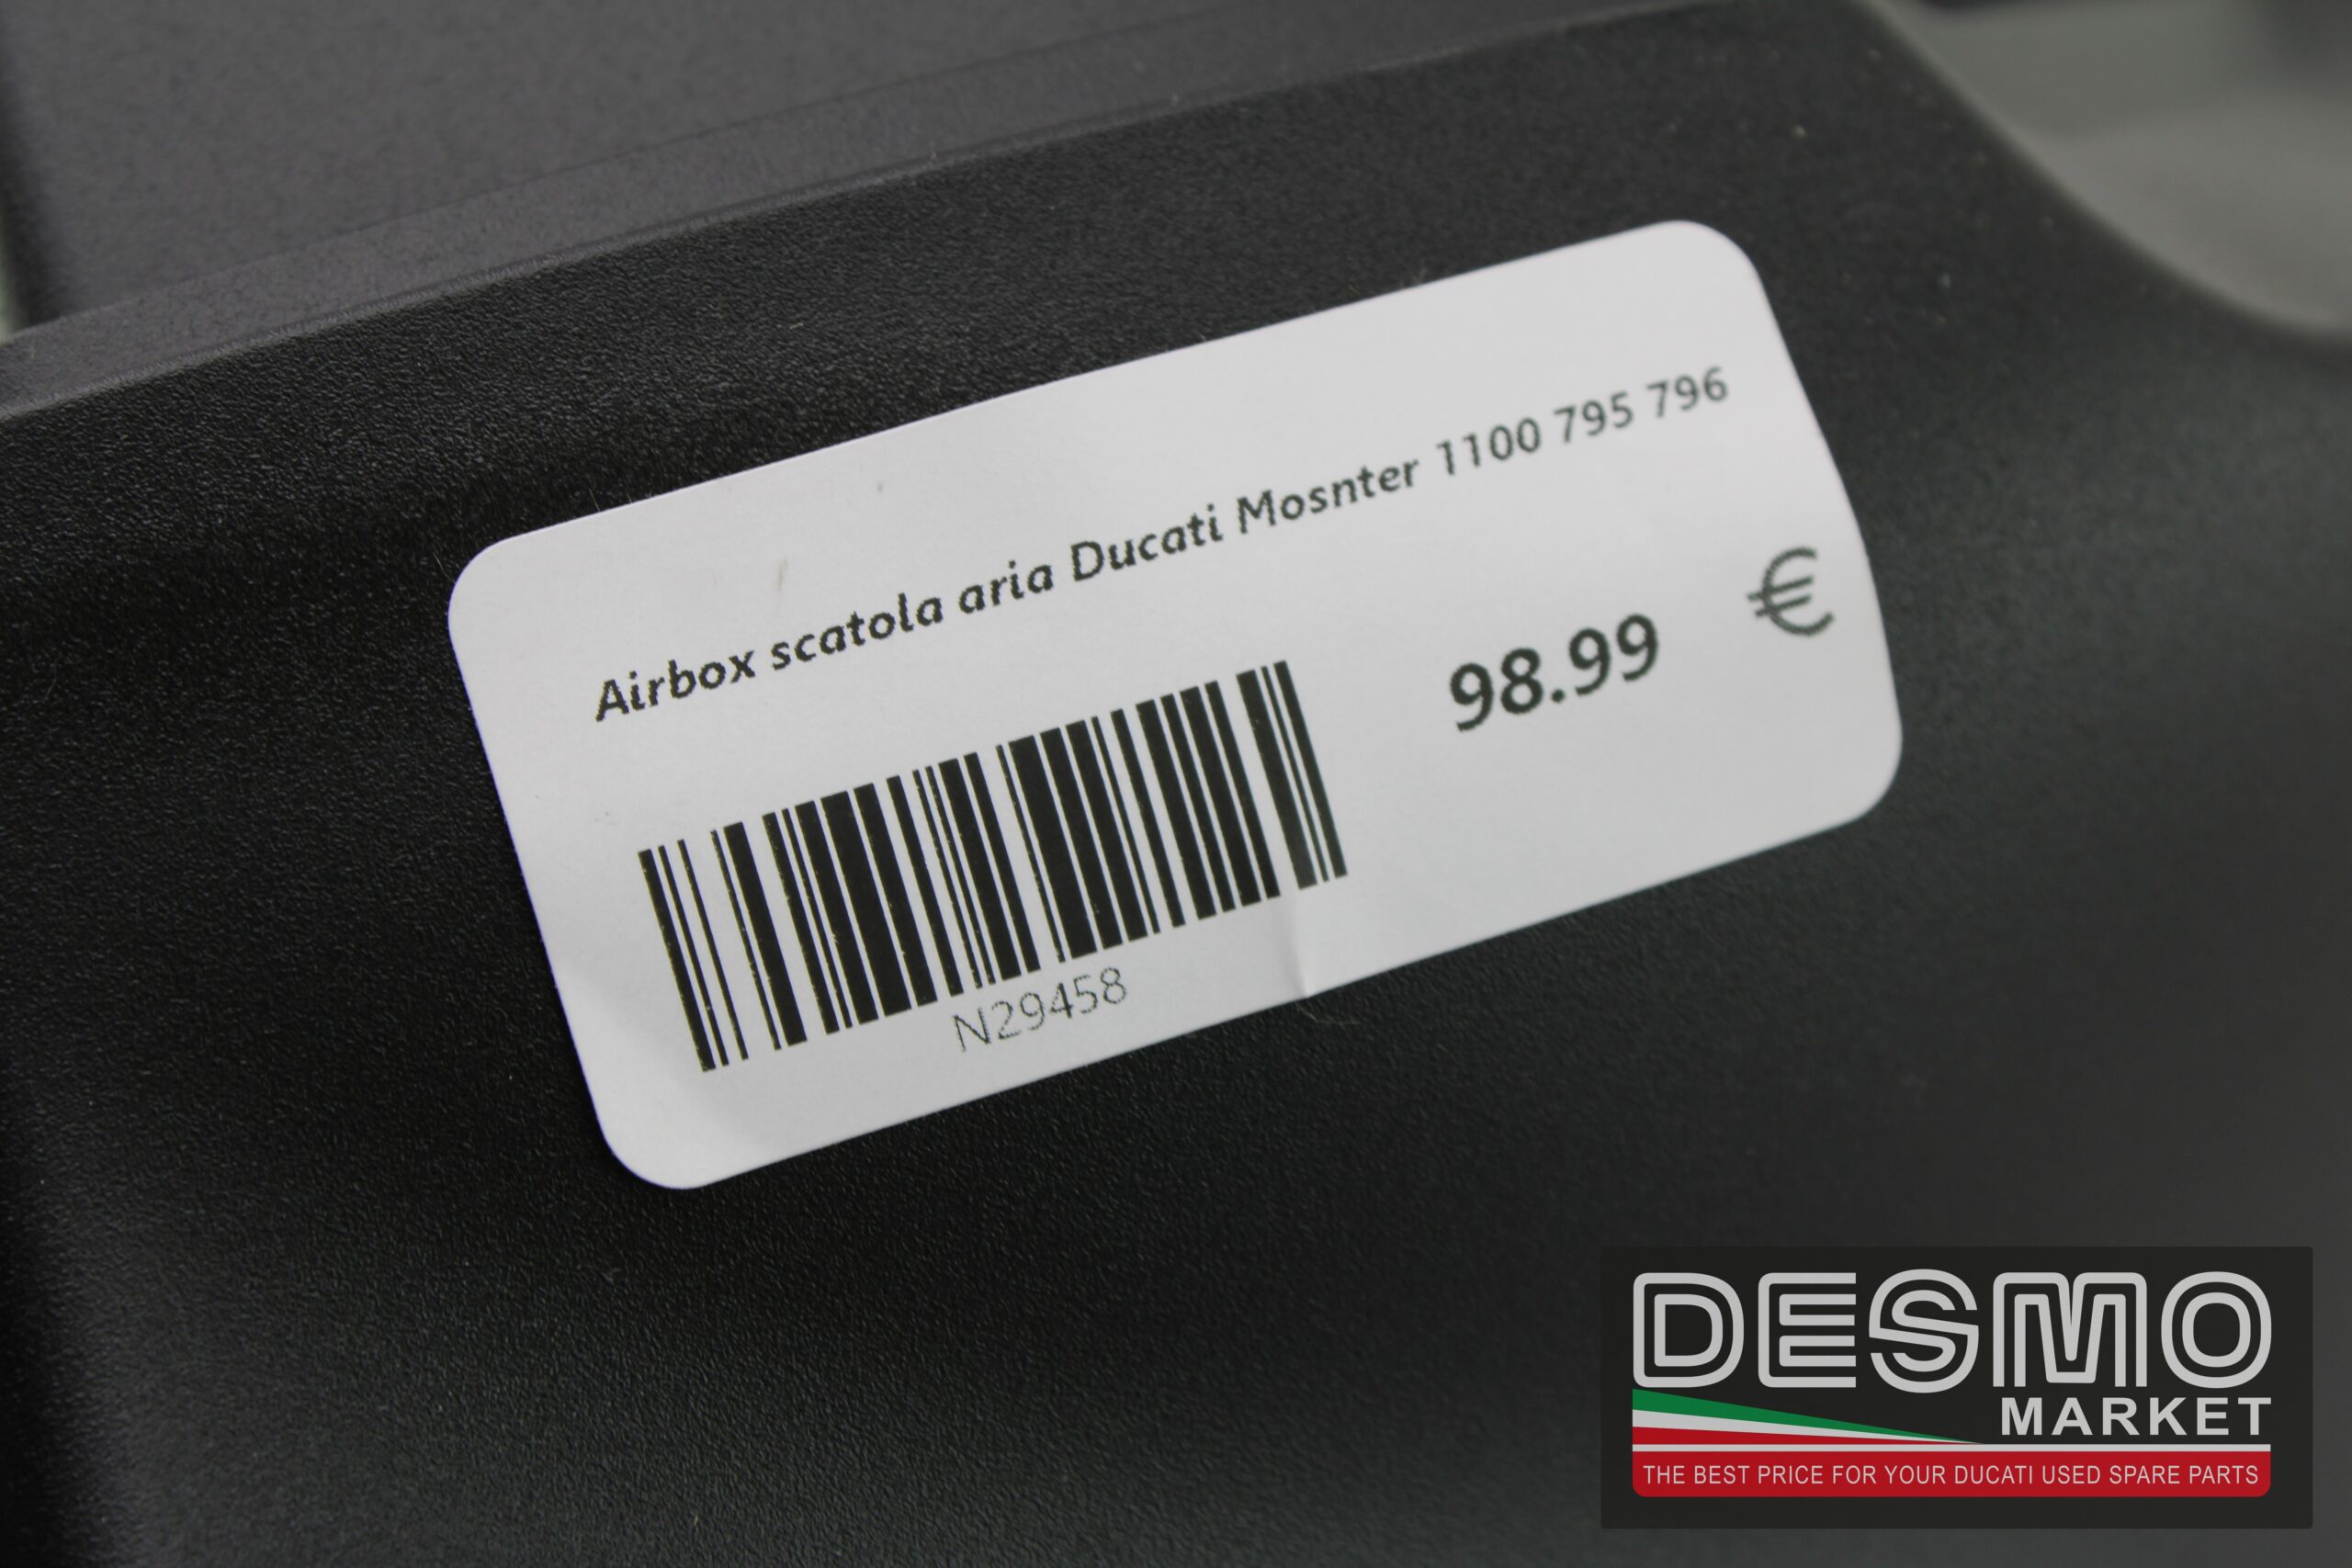 Airbox scatola aria Ducati Mosnter 1100 795 796
98.99 €
N29458
DESMO
MARKET
THE BEST PRICE FOR YOUR DUCATI USED SPARE PARTS